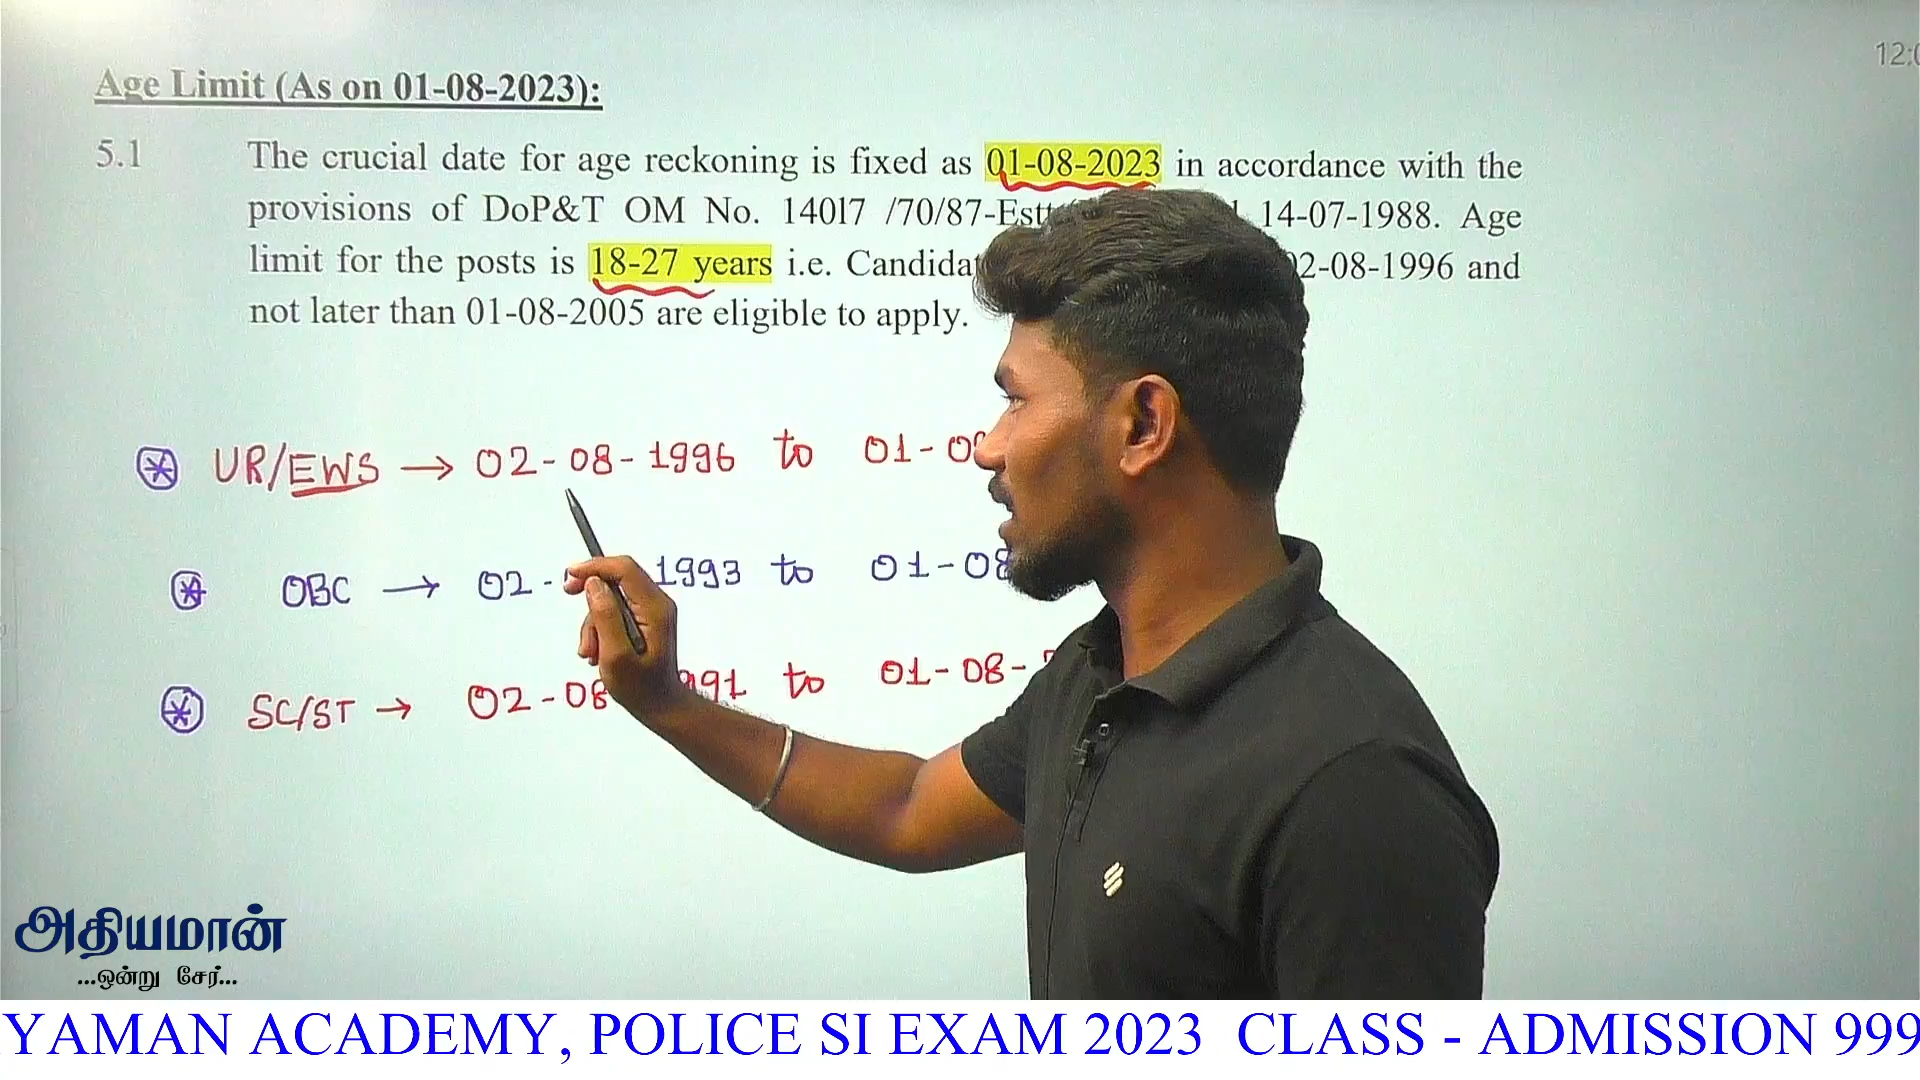 12:0
Age Limit (As on 01-08-2023):
5.1 The crucial date for age reckoning is fixed as 01-08-2023 in accordance with the
provisions of DoP&T OM No. 14017 /70/87-Estt 14-07-1988. Age
limit for the posts is 18-27 years i.e. Candidat 02-08-1996 and
not later than 01-08-2005 are eligible to apply.
UR/EWS → 02-08-1996 to 01-08
OBC → 02- 1993 to 01-08
SC/ST → 02-08 1991 to 01-08-
அதியமான்
...ஒன்று சேர்...
YAMAN ACADEMY, POLICE SI EXAM 2023 CLASS - ADMISSION 999